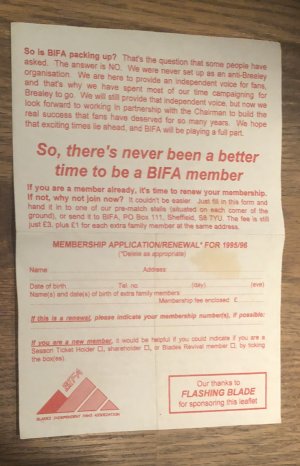 So is BIFA packing up? That's the question that some people have
asked. The answer is NO. We were never set up as an anti-Brealey
organisation. We are here to provide an independent voice for fans,
and that's why we have spent most of our time campaigning for
Brealey to go. We will still provide that independent voice, but now we
look forward to working in partnership with the Chairman to build the
real success that fans have deserved for so many years. We hope
that exciting times lie ahead, and BIFA will be playing a full part.
So, there's never been a better
time to be a BIFA member
If you are a member already, it's time to renew your membership.
If not, why not join now? It couldn't be easier. Just fill in this form and
hand it in to one of our pre-match stalls (situated on each corner of the
ground), or send it to BIFA, PO Box 111, Sheffield, S8 7YU. The fee is still
just £3, plus £1 for each extra family member at the same address.
MEMBERSHIP APPLICATION/RENEWAL* FOR 1995/96
(*Delete as appropriate)
Name Address
Date of birth Tel. no. (day) (eve)
Name(s) and date(s) of birth of extra family members
Membership fee enclosed £
If this is a renewal, please indicate your membership number(s), if possible:
If you are a new member, it would be helpful if you could indicate if you are a
Season Ticket Holder □, shareholder □, or Blades Revival member □, by ticking
the box(es).
BIFA
BLADES INDEPENDENT FANS ASSOCIATION
Our thanks to
FLASHING BLADE
for sponsoring this leaflet